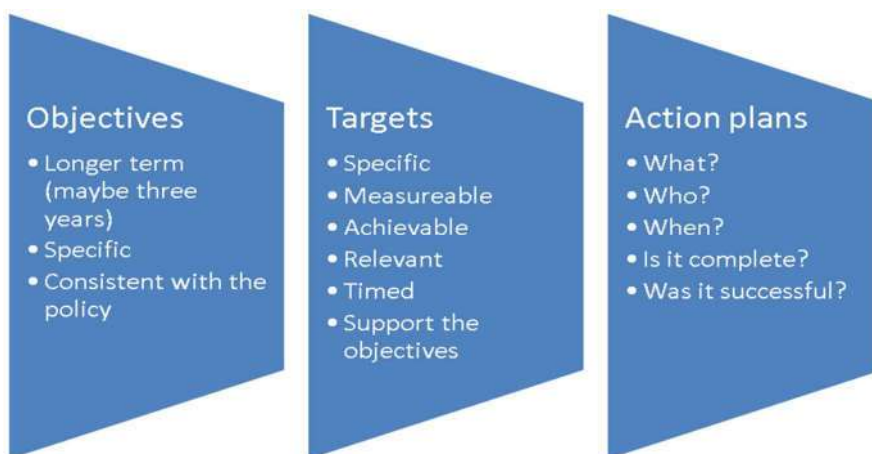 Objectives
• Longer term
(maybe three
years)
• Specific
• Consistent with the
policy
Targets
• Specific
• Measureable
• Achievable
• Relevant
• Timed
• Support the
objectives
Action plans
• What?
• Who?
• When?
• Is it complete?
• Was it successful?